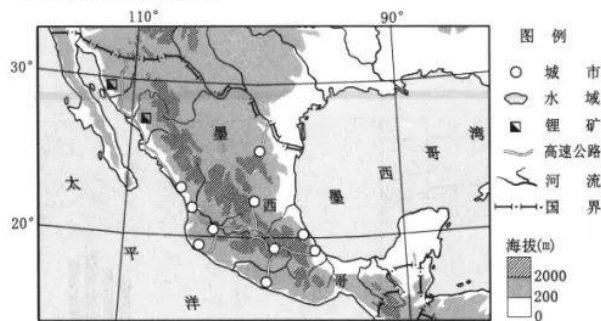 110°
90°
30°
20°
墨
西
哥
墨
西
哥
湾
太
平
洋
图例
城市
水域
锂矿
高速公路
河流
国界
海拔(m)
2000
200
0